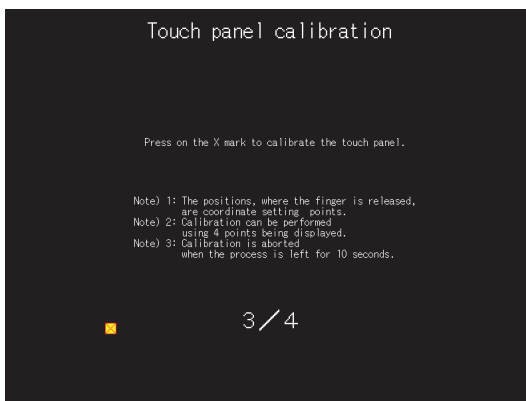 Touch panel calibration
Press on the X mark to calibrate the touch panel.
Note) 1: The positions, where the finger is released,
are coordinate setting points.
Note) 2: Calibration can be performed
using 4 points being displayed.
Note) 3: Calibration is aborted
when the process is left for 10 seconds.
3/4